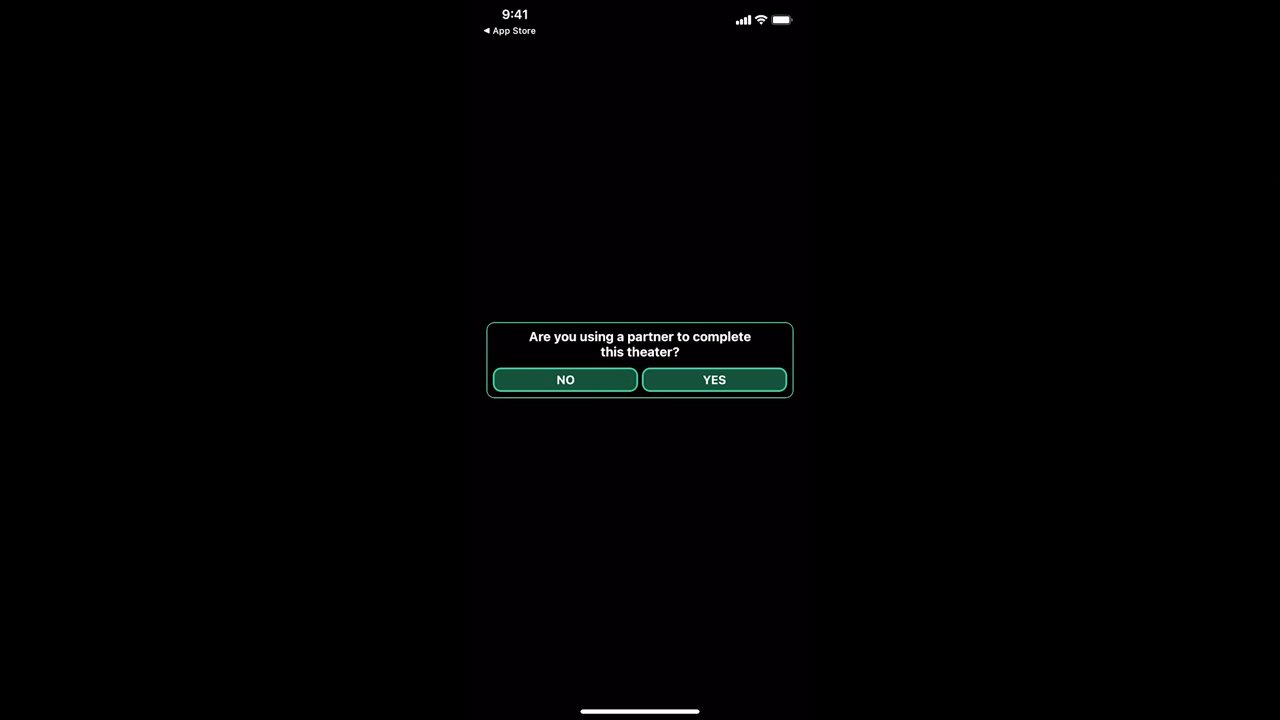 9:41
◀ App Store
Are you using a partner to complete
this theater?
NO
YES